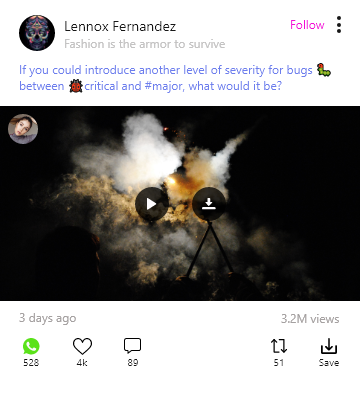 Lennox Fernandez
Follow
Fashion is the armor to survive
If you could introduce another level of severity for bugs 🐛
between 🐞critical and #major, what would it be?
3 days ago
3.2M views
528
4k
89
51
Save